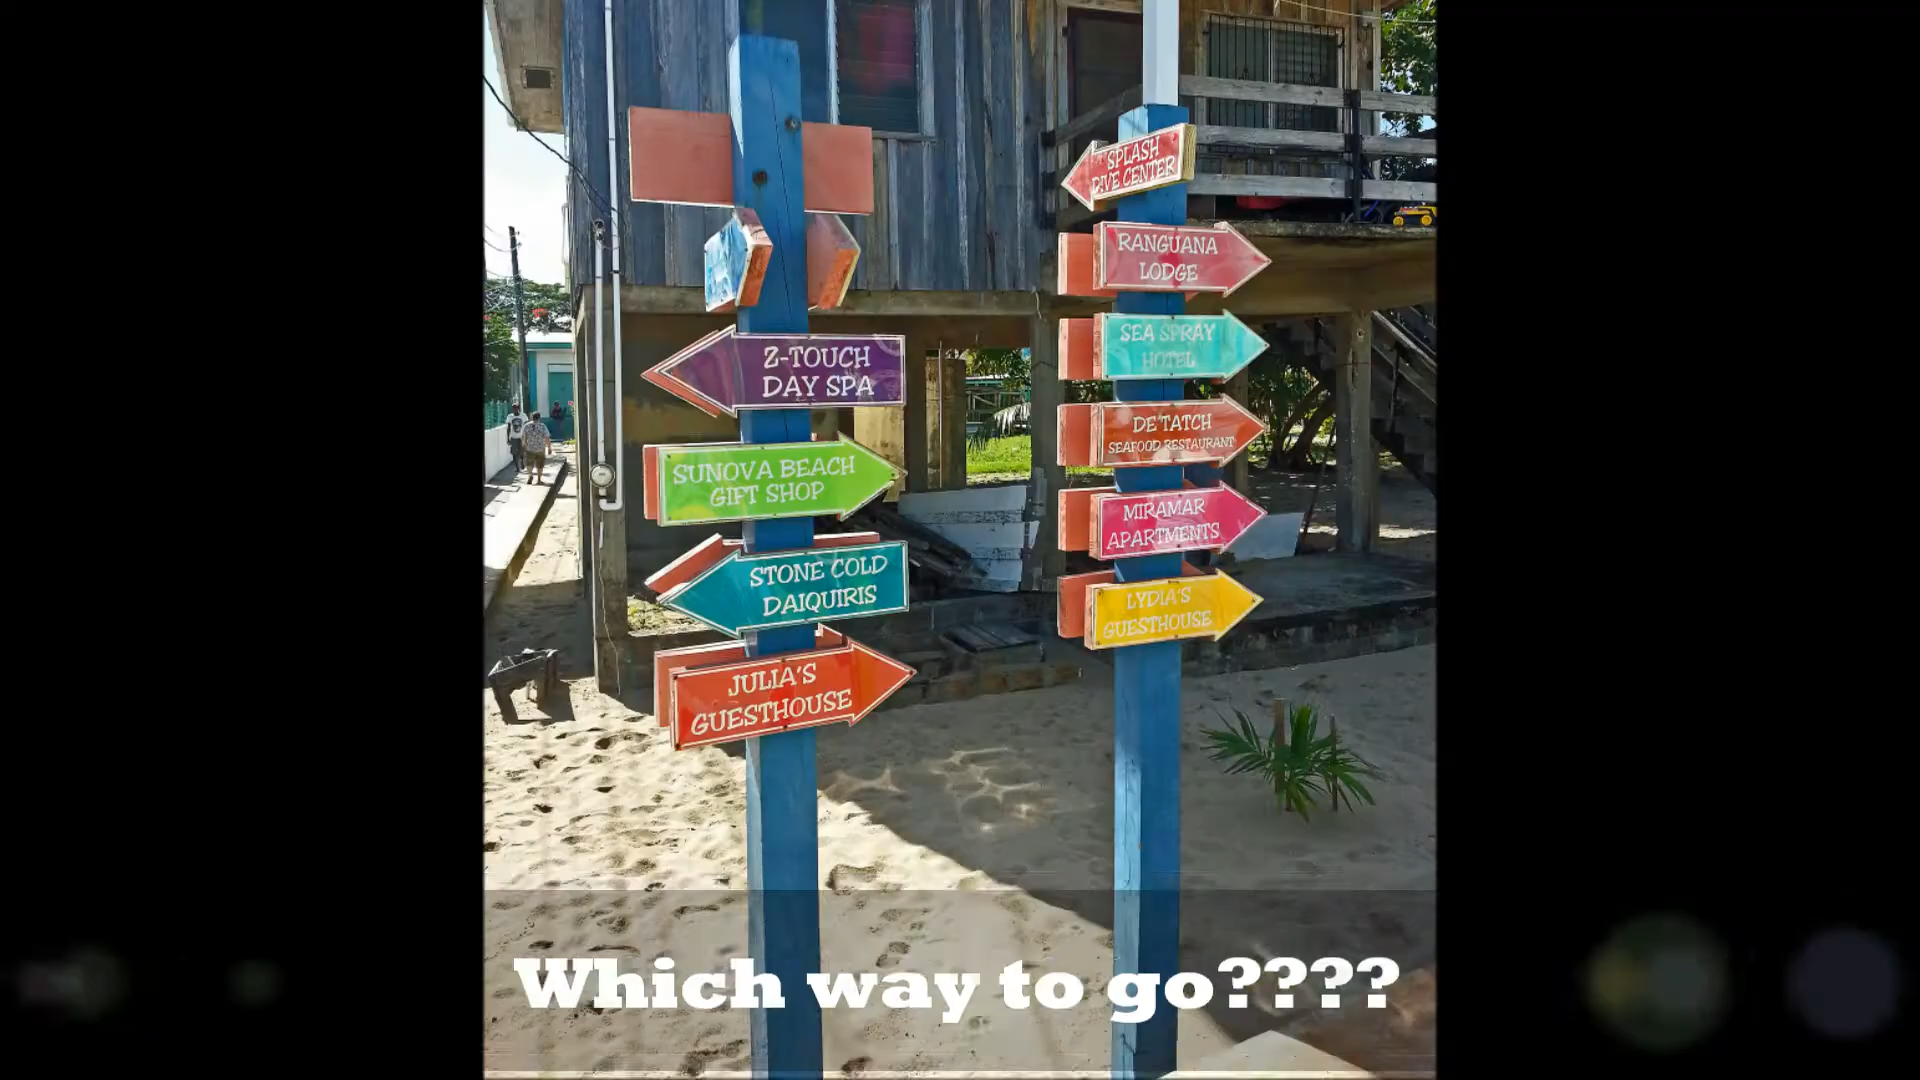 Z-TOUCH
DAY SPA
SUNOVA BEACH
GIFT SHOP
STONE COLD
DAIQUIRIS
JULIA'S
GUESTHOUSE
SPLASH
DIVE CENTER
RANGUANA
LODGE
SEA SPRAY
HOTEL
DE'TATCH
SEAFOOD RESTAURANT
MIRAMAR
APARTMENTS
LYDIA'S
GUESTHOUSE
Which way to go????